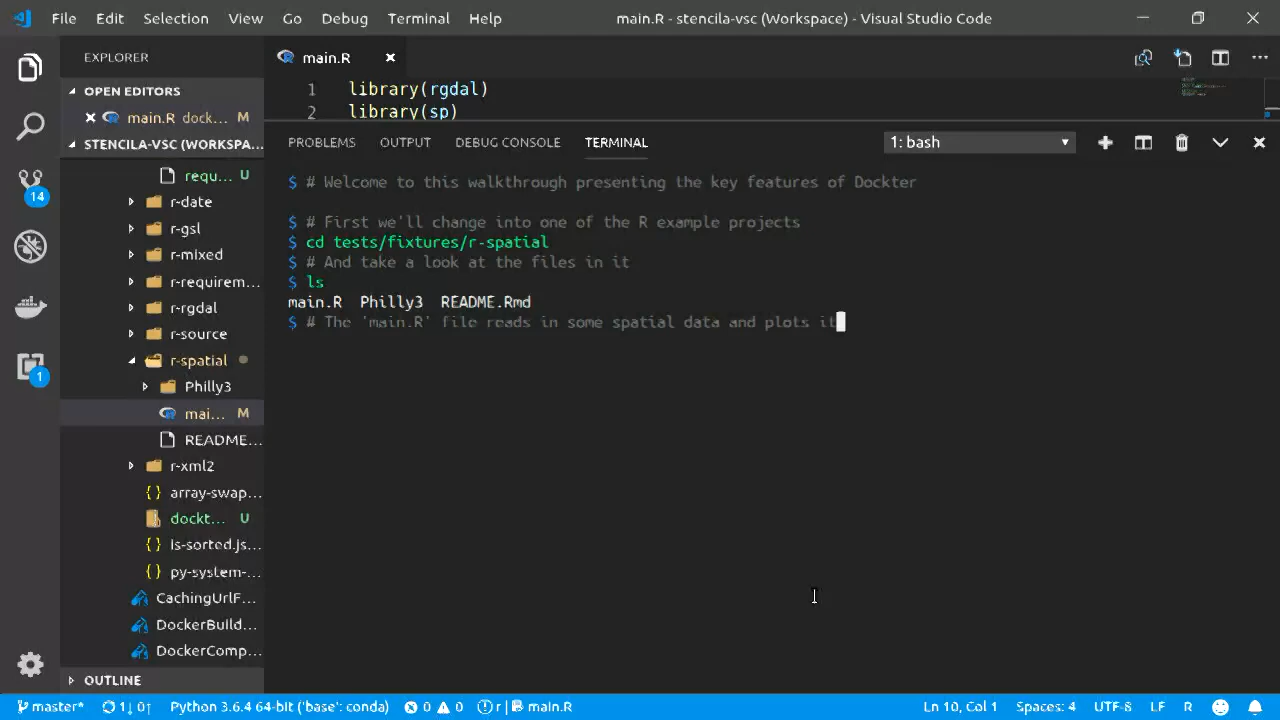 File Edit Selection View Go Debug Terminal Help main.R - stencila-vsc (Workspace) - Visual Studio Code
EXPLORER
main.R
OPEN EDITORS
main.R dock... M
STENCILA-VSC (WORKSPA...
requ... U
r-date
r-gsl
r-mixed
r-requirem...
r-rgdal
r-source
r-spatial
Philly3
mai... M
README...
r-xml2
{} array-swap...
dockt... U
{} is-sorted.js...
{} py-system-...
CachingUrlF...
DockerBuild...
DockerComp...
OUTLINE
14
1
1 library(rgdal)
2 library(sp)
PROBLEMS OUTPUT DEBUG CONSOLE TERMINAL 1: bash
$ # Welcome to this walkthrough presenting the key features of Dockter
$ # First we'll change into one of the R example projects
$ cd tests/fixtures/r-spatial
$ # And take a look at the files in it
$ ls
main.R Philly3 README.Rmd
$ # The 'main.R' file reads in some spatial data and plots it
master* 1↓ 0↑ Python 3.6.4 64-bit ('base': conda) 0 0 r | main.R Ln 10, Col 1 Spaces: 4 UTF-8 LF R